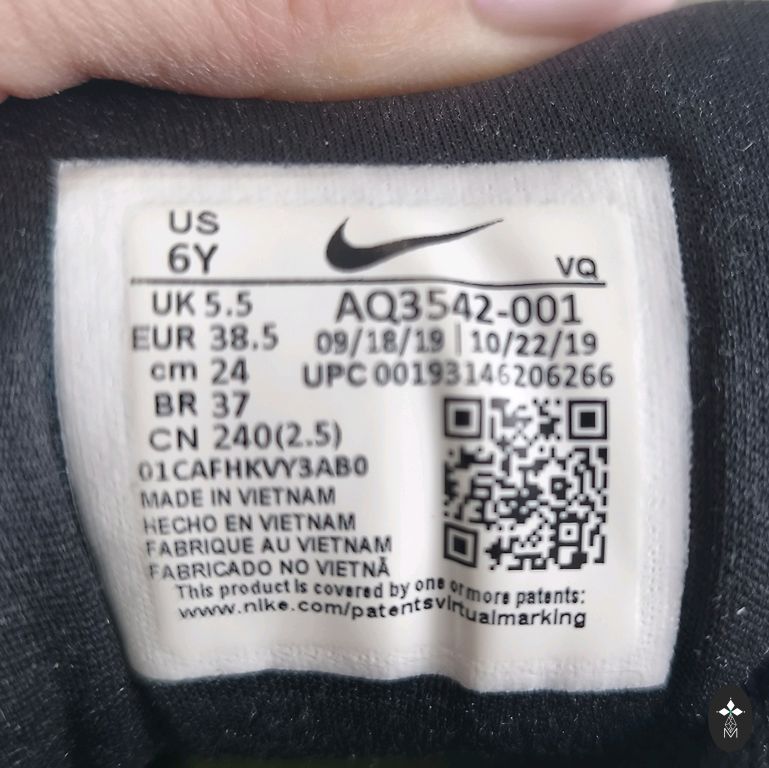 US
6Y
VQ
UK 5.5
AQ3542-001
EUR 38.5
09/18/19 | 10/22/19
cm 24
UPC 00193146206266
BR 37
CN 240(2.5)
01CAFHKVY3AB0
MADE IN VIETNAM
HECHO EN VIETNAM
FABRIQUE AU VIETNAM
FABRICADO NO VIETNÃ
This product is covered by one or more patents:
www.nike.com/patentsvirtualmarking
M